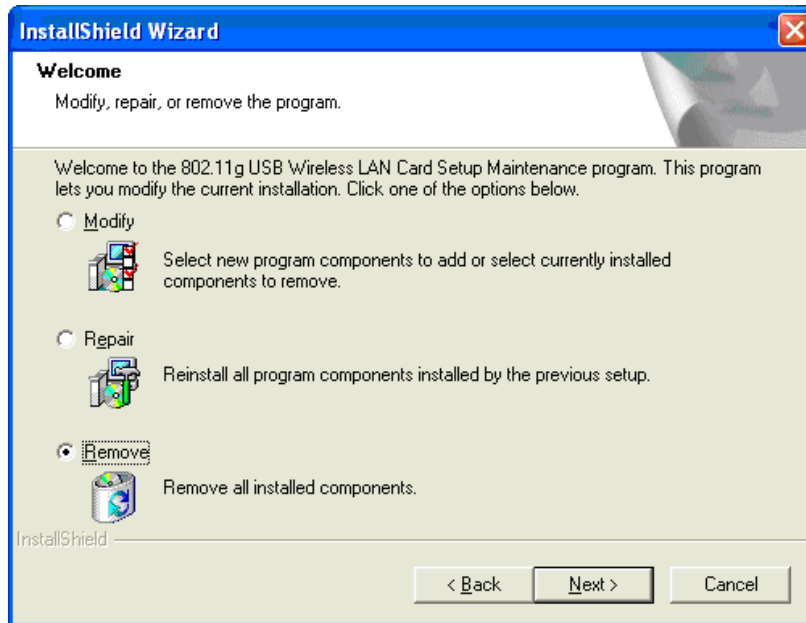 InstallShield Wizard
Welcome
Modify, repair, or remove the program.
Welcome to the 802.11g USB Wireless LAN Card Setup Maintenance program. This program
lets you modify the current installation. Click one of the options below.
Modify
Select new program components to add or select currently installed
components to remove.
Repair
Reinstall all program components installed by the previous setup.
Remove
Remove all installed components.
InstallShield
< Back Next > Cancel